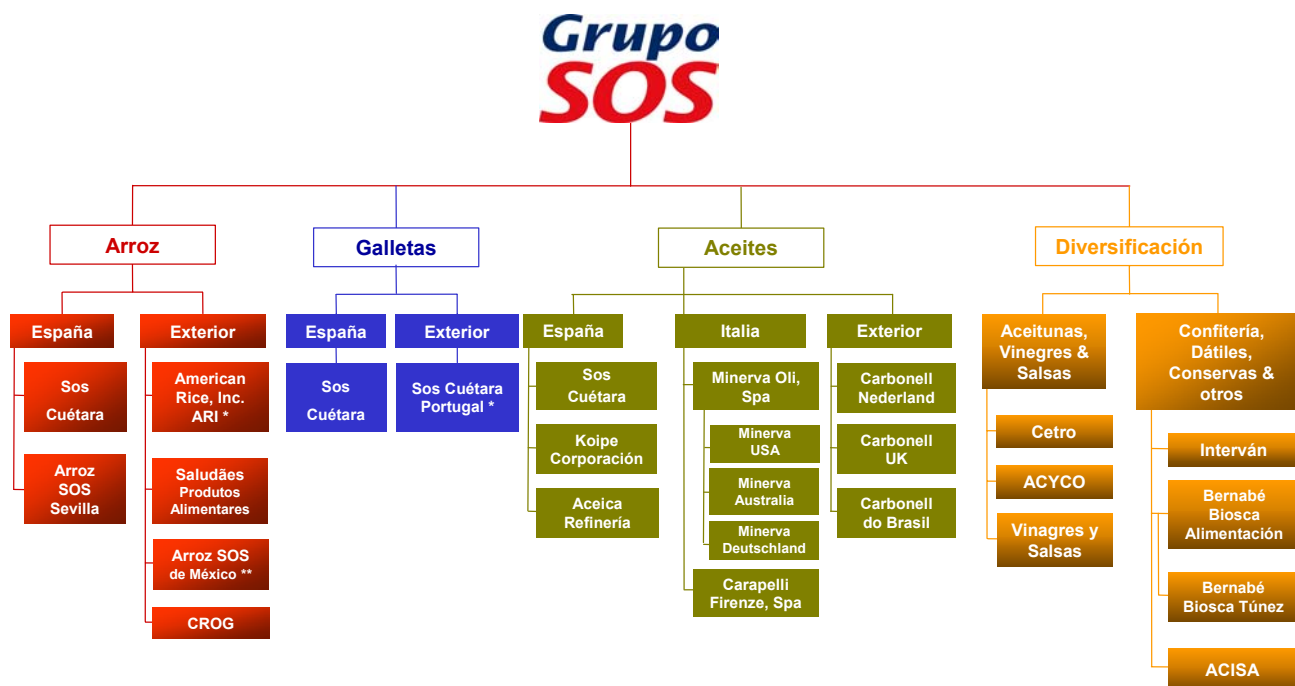 Grupo
SOS
Arroz
España
Sos
Cuétara
Arroz
SOS
Sevilla
Exterior
American
Rice, Inc.
ARI *
Saludães
Produtos
Alimentares
Arroz SOS
de México **
CROG
Galletas
España
Sos
Cuétara
Exterior
Sos Cuétara
Portugal *
Aceites
España
Sos
Cuétara
Koipe
Corporación
Aceica
Refinería
Italia
Minerva Oli,
Spa
Minerva
USA
Minerva
Australia
Minerva
Deutschland
Carapelli
Firenze, Spa
Exterior
Carbonell
Nederland
Carbonell
UK
Carbonell
do Brasil
Diversificación
Aceitunas,
Vinegres &
Salsas
Cetro
ACYCO
Vinagres y
Salsas
Confitería,
Dátiles,
Conservas &
otros
Interván
Bernabé
Biosca
Alimentación
Bernabé
Biosca Túnez
ACISA